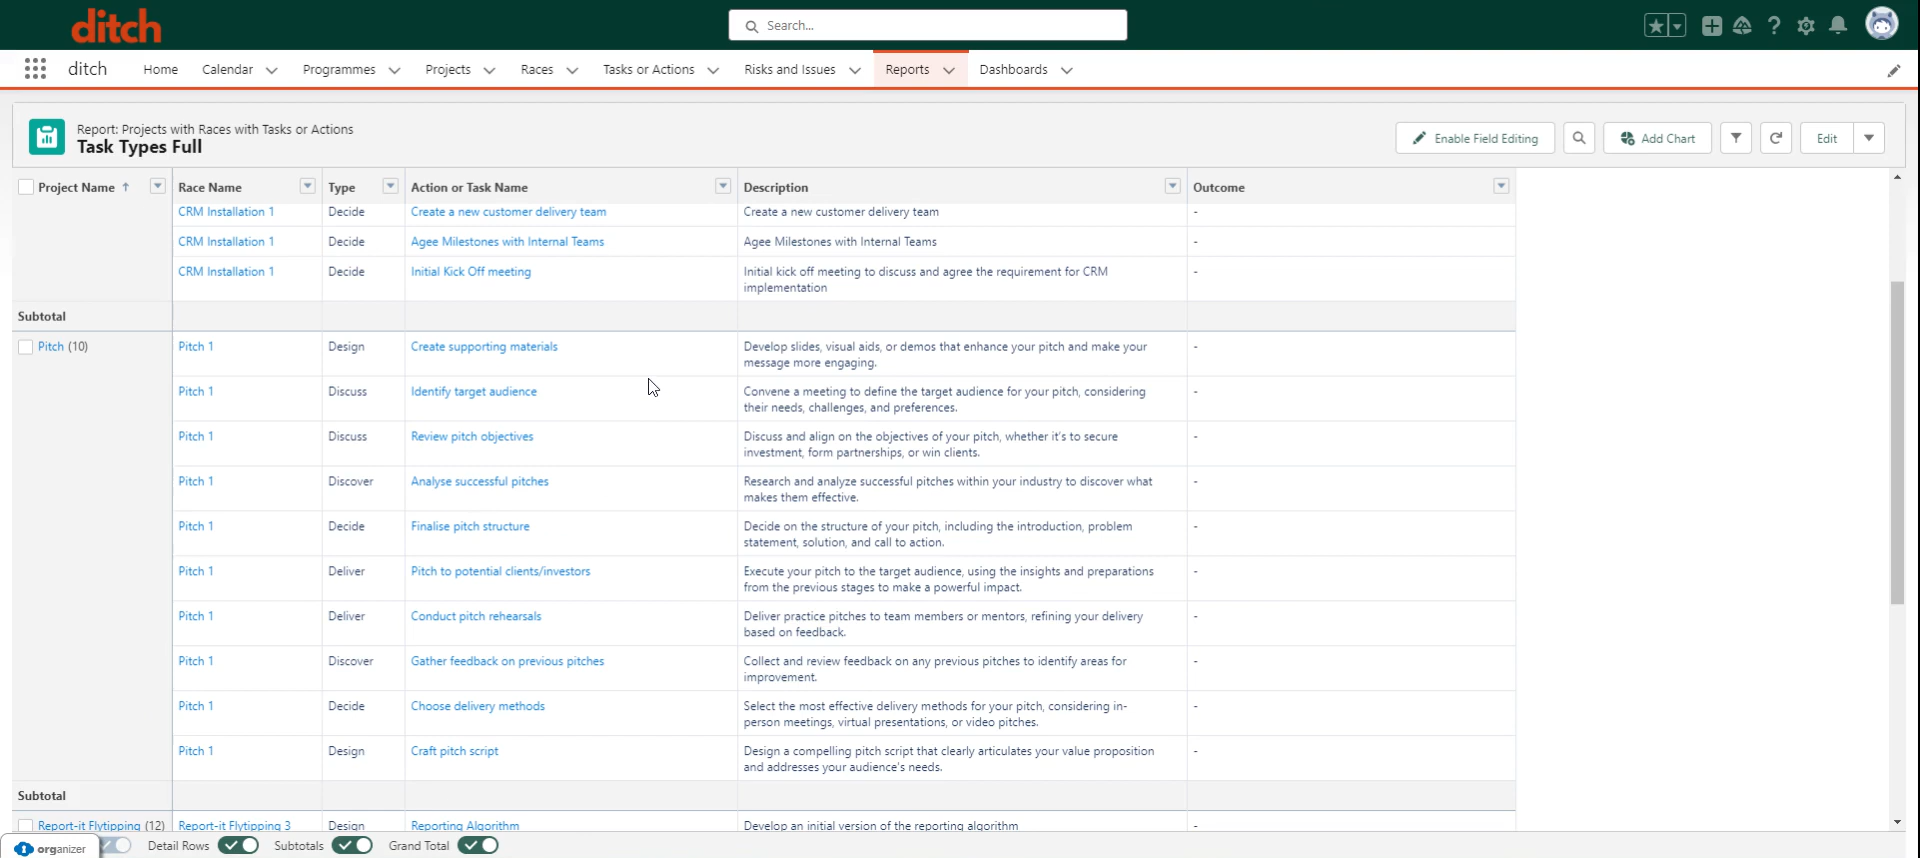 ditch
Search...
ditch Home Calendar Programmes Projects Races Tasks or Actions Risks and Issues Reports Dashboards
Report: Projects with Races with Tasks or Actions
Task Types Full
Enable Field Editing Add Chart Edit
Project Name ↑ Race Name Type Action or Task Name Description Outcome
CRM Installation 1 Decide Create a new customer delivery team Create a new customer delivery team -
CRM Installation 1 Decide Agee Milestones with Internal Teams Agee Milestones with Internal Teams -
CRM Installation 1 Decide Initial Kick Off meeting Initial kick off meeting to discuss and agree the requirement for CRM -
implementation
Subtotal
Pitch (10) Pitch 1 Design Create supporting materials Develop slides, visual aids, or demos that enhance your pitch and make your -
message more engaging.
Pitch 1 Discuss Identify target audience Convene a meeting to define the target audience for your pitch, considering -
their needs, challenges, and preferences.
Pitch 1 Discuss Review pitch objectives Discuss and align on the objectives of your pitch, whether it's to secure -
investment, form partnerships, or win clients.
Pitch 1 Discover Analyse successful pitches Research and analyze successful pitches within your industry to discover what -
makes them effective.
Pitch 1 Decide Finalise pitch structure Decide on the structure of your pitch, including the introduction, problem -
statement, solution, and call to action.
Pitch 1 Deliver Pitch to potential clients/investors Execute your pitch to the target audience, using the insights and preparations -
from the previous stages to make a powerful impact.
Pitch 1 Deliver Conduct pitch rehearsals Deliver practice pitches to team members or mentors, refining your delivery -
based on feedback.
Pitch 1 Discover Gather feedback on previous pitches Collect and review feedback on any previous pitches to identify areas for -
improvement.
Pitch 1 Decide Choose delivery methods Select the most effective delivery methods for your pitch, considering in- -
person meetings, virtual presentations, or video pitches.
Pitch 1 Design Craft pitch script Design a compelling pitch script that clearly articulates your value proposition -
and addresses your audience's needs.
Subtotal
Report-it Flytipping (12) Report-it Flytipping 3 Design Reporting Algorithm Develop an initial version of the reporting algorithm -
organizer Detail Rows Subtotals Grand Total